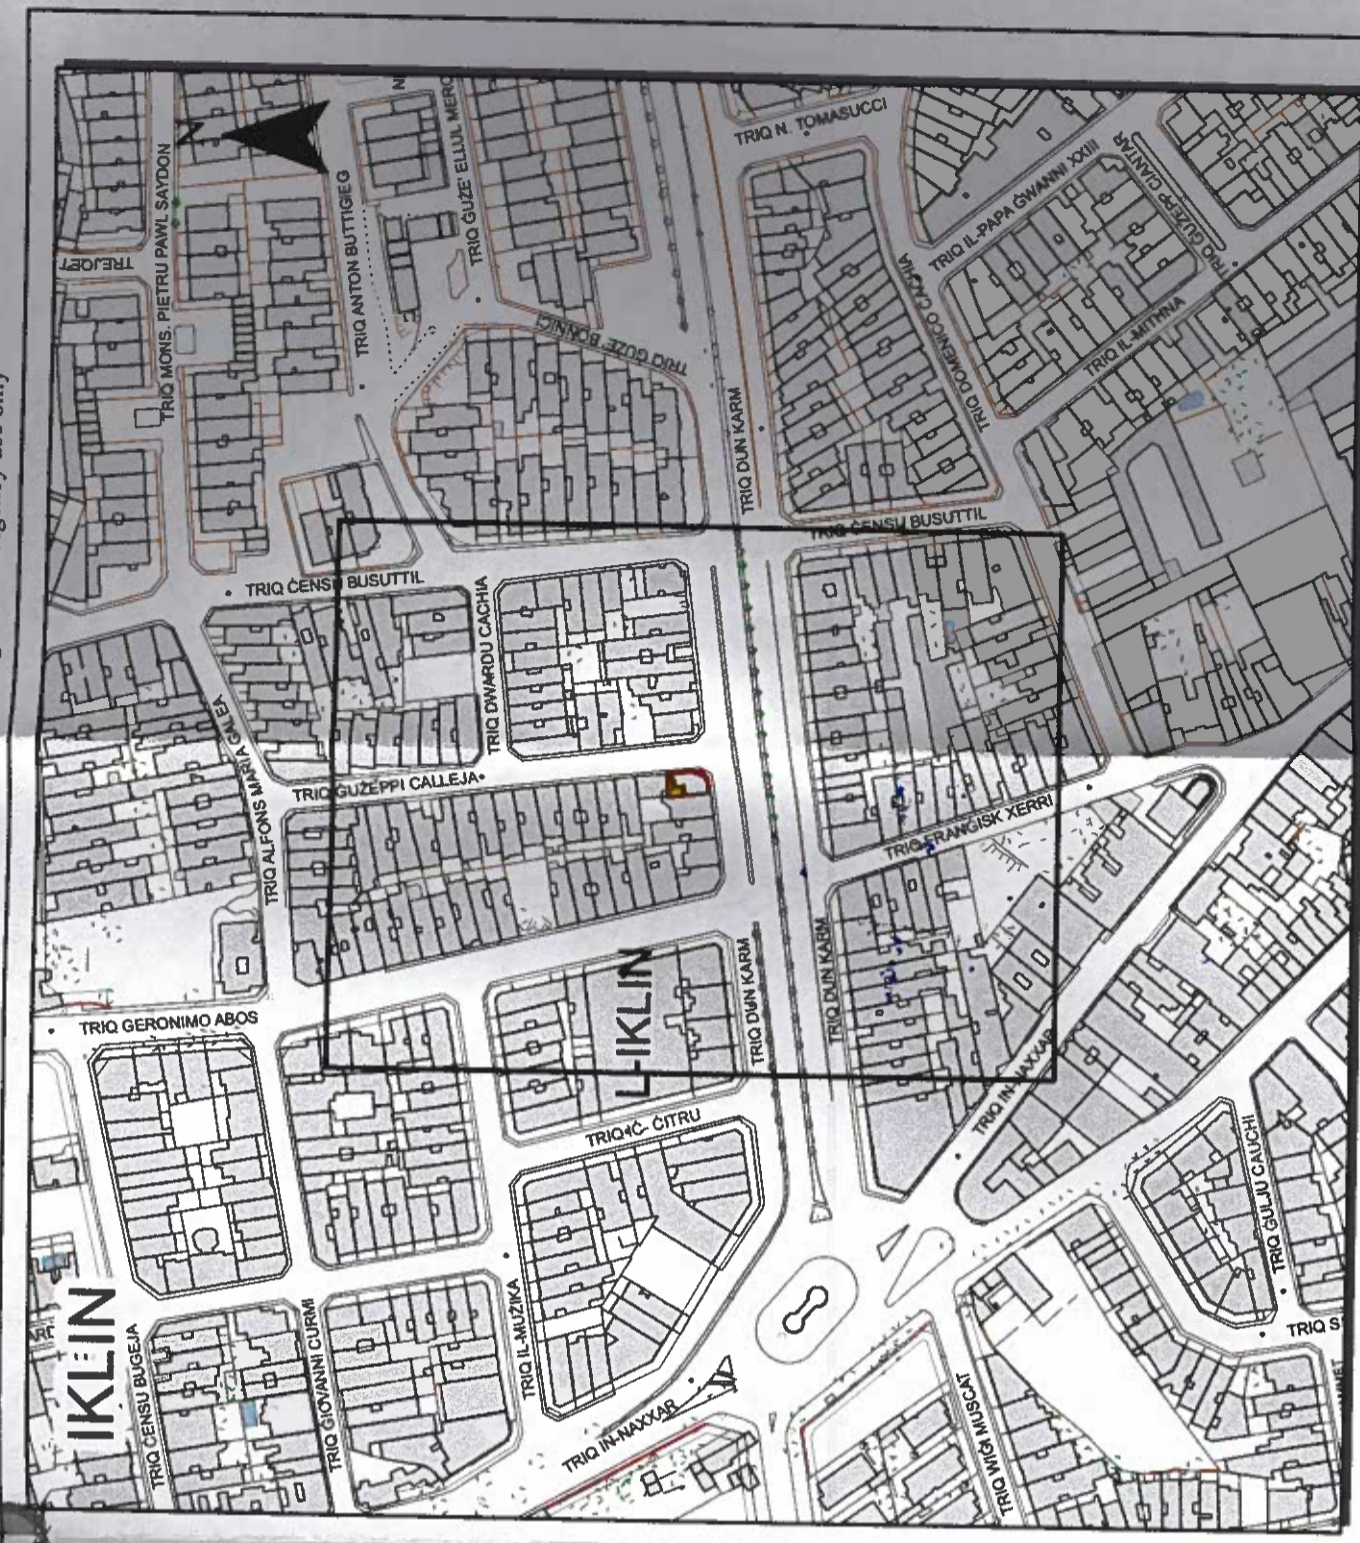 N
TRIQ N. TOMASUCCI
TRIQ MONS. PIETRU PAWL SAYDON
TRIQ ANTON BUTTIGIEG
TRIQ ĠUŻE' ELLUL MERC
TRIQ IL-PAPA ĠWANNI XXIII
TRIQ ĠUŻEPP CIANTAR
TREJQET
TRIQ ĠUŻE' BONNICI
TRIQ DOMENICO CACHIA
TRIQ IL-MITĦNA
TRIQ DUN KARM
TRIQ ĊENSU BUSUTTIL
TRIQ ĊENSU BUSUTTIL
TRIQ DWARDU CACHIA
TRIQ ALFONS MARIA GALEA
TRIQ ĠUŻEPPI CALLEJA
TRIQ FRANĠISK XERRI
L-IKLIN
TRIQ DUN KARM
TRIQ DUN KARM
TRIQ GERONIMO ABOS
TRIQ IN-NAXXAR
TRIQ IĊ-ĊITRU
TRIQ ĠULJU CAUCHI
IKLIN
TRIQ ĊENSU BUGEJA
TRIQ GIOVANNI CURMI
TRIQ IL-MUŻIKA
TRIQ IN-NAXXAR
TRIQ WIĠI MUSCAT
TRIQ S